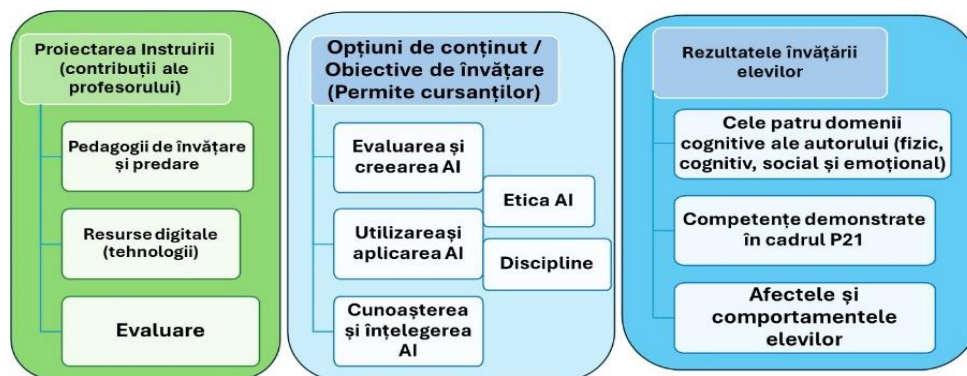 Proiectarea Instruirii
(contribuții ale
profesorului)
Pedagogii de învățare
și predare
Resurse digitale
(tehnologii)
Evaluare
Opțiuni de conținut /
Obiective de învățare
(Permite cursanților)
Evaluarea și
creearea AI
Etica AI
Utilizareași
aplicarea AI
Discipline
Cunoașterea
și înțelegerea
AI
Rezultatele învățării
elevilor
Cele patru domenii
cognitive ale autorului (fizic,
cognitiv, social și emoțional)
Competențe demonstrate
în cadrul P21
Afectele și
comportamentele
elevilor